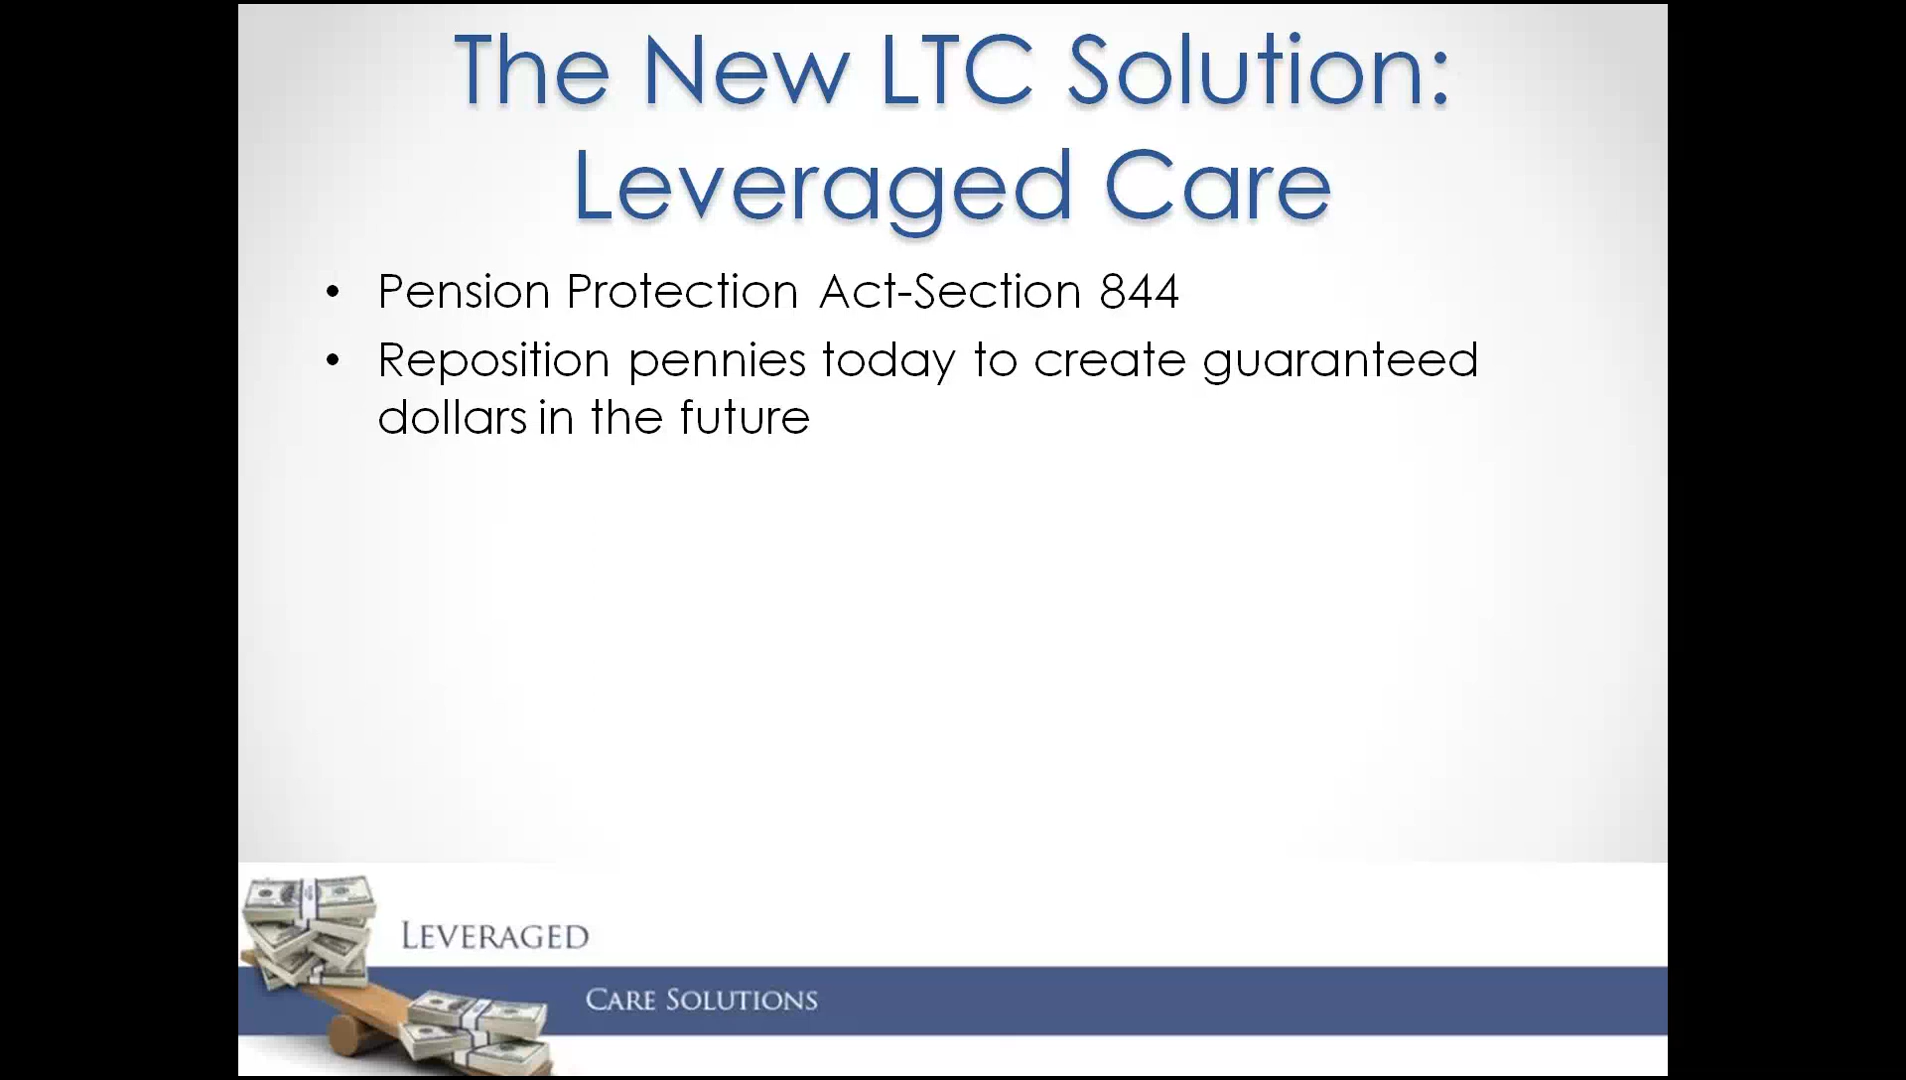 The New LTC Solution:
Leveraged Care
• Pension Protection Act-Section 844
• Reposition pennies today to create guaranteed
dollars in the future
LEVERAGED
CARE SOLUTIONS